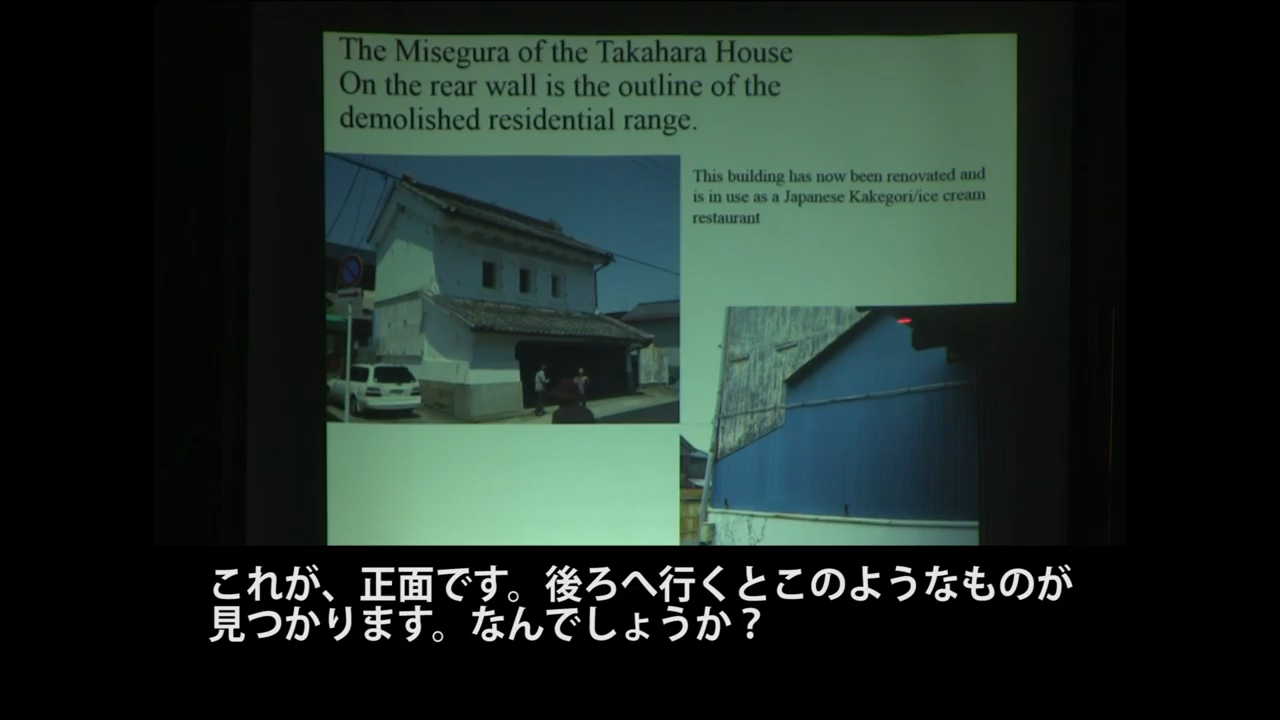 The Misegura of the Takahara House
On the rear wall is the outline of the
demolished residential range.
This building has now been renovated and
is in use as a Japanese Kakegori/ice cream
restaurant
これが、正面です。後ろへ行くとこのようなものが
見つかります。なんでしょうか？